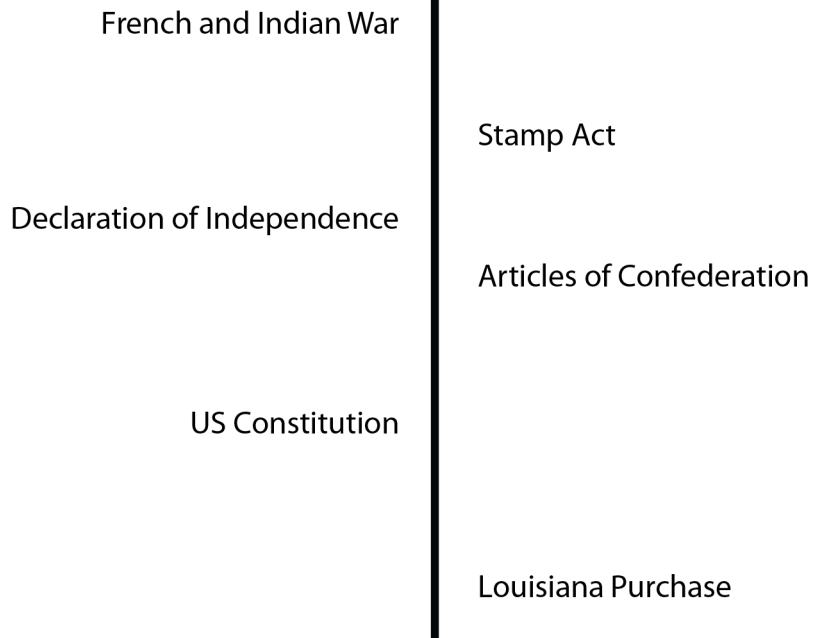 French and Indian War
Stamp Act
Declaration of Independence
Articles of Confederation
US Constitution
Louisiana Purchase